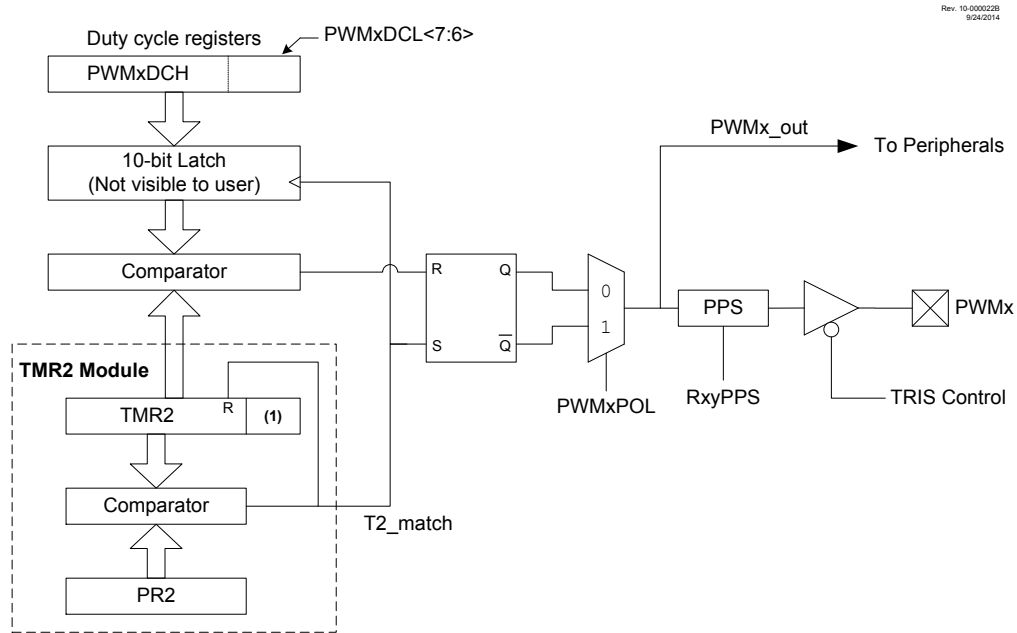 Rev. 10-000022B
9/24/2014
Duty cycle registers
PWMxDCL<7:6>
PWMxDCH
10-bit Latch
(Not visible to user)
Comparator
PWMx_out
To Peripherals
R
Q
S
Q
0
1
PPS
PWMx
PWMxPOL
RxyPPS
TRIS Control
TMR2 Module
TMR2
R
(1)
Comparator
T2_match
PR2